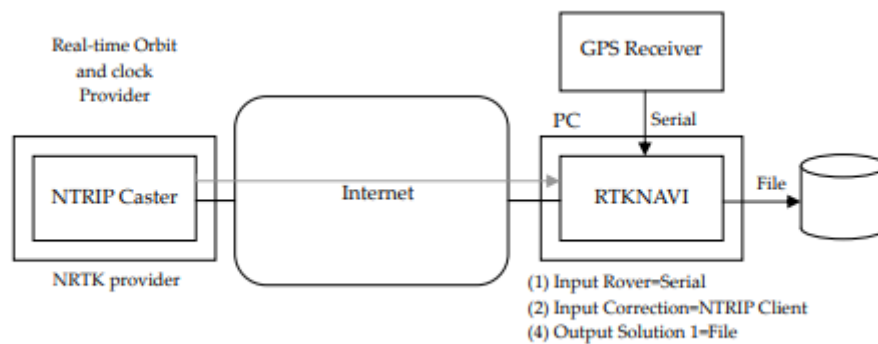 Real-time Orbit
and clock
Provider
NTRIP Caster
NRTK provider
Internet
GPS Receiver
Serial
PC
RTKNAVI
File
(1) Input Rover=Serial
(2) Input Correction=NTRIP Client
(4) Output Solution 1=File